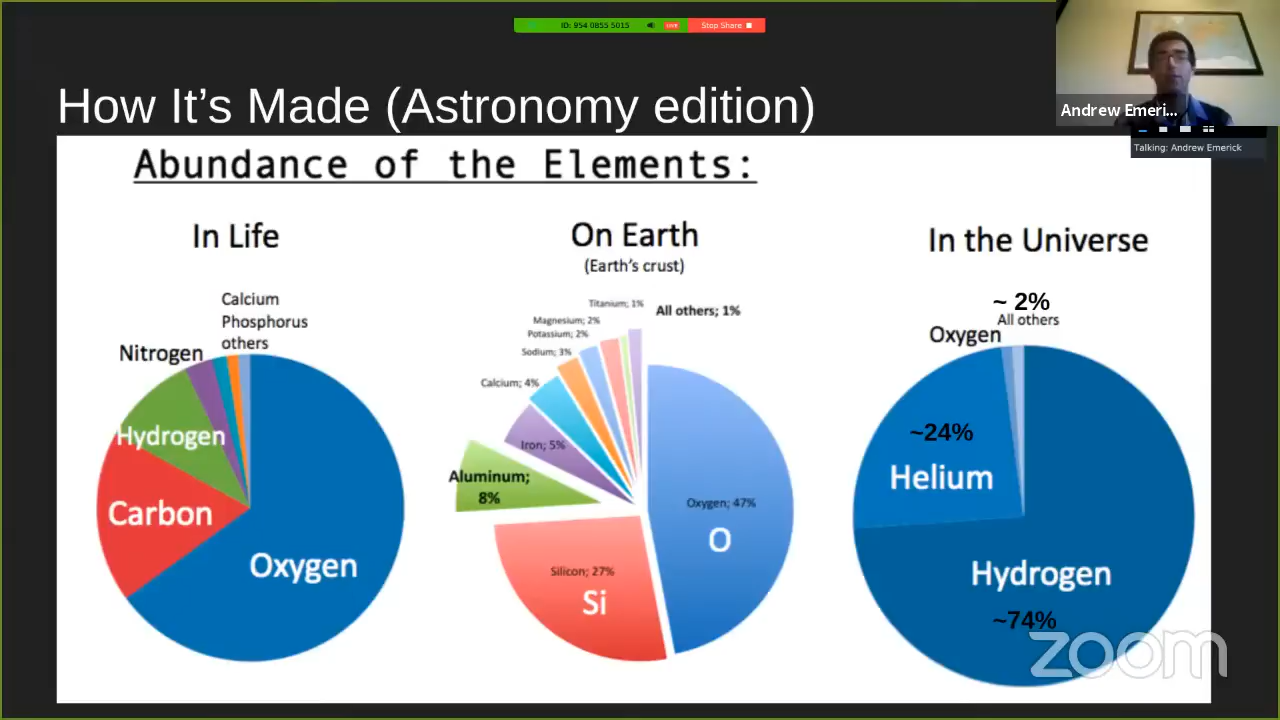 ID: 954 0855 5015
LIVE
Stop Share
Andrew Emeri...
Talking: Andrew Emerick
How It's Made (Astronomy edition)
Abundance of the Elements:
In Life
Calcium
Phosphorus
others
Nitrogen
Hydrogen
Carbon
Oxygen
On Earth
(Earth's crust)
Titanium; 1%
All others; 1%
Magnesium; 2%
Potassium; 2%
Sodium; 3%
Calcium; 4%
Iron; 5%
Aluminum;
8%
Oxygen; 47%
O
Silicon; 27%
Si
In the Universe
~ 2%
All others
Oxygen
~24%
Helium
Hydrogen
~74%
zoom